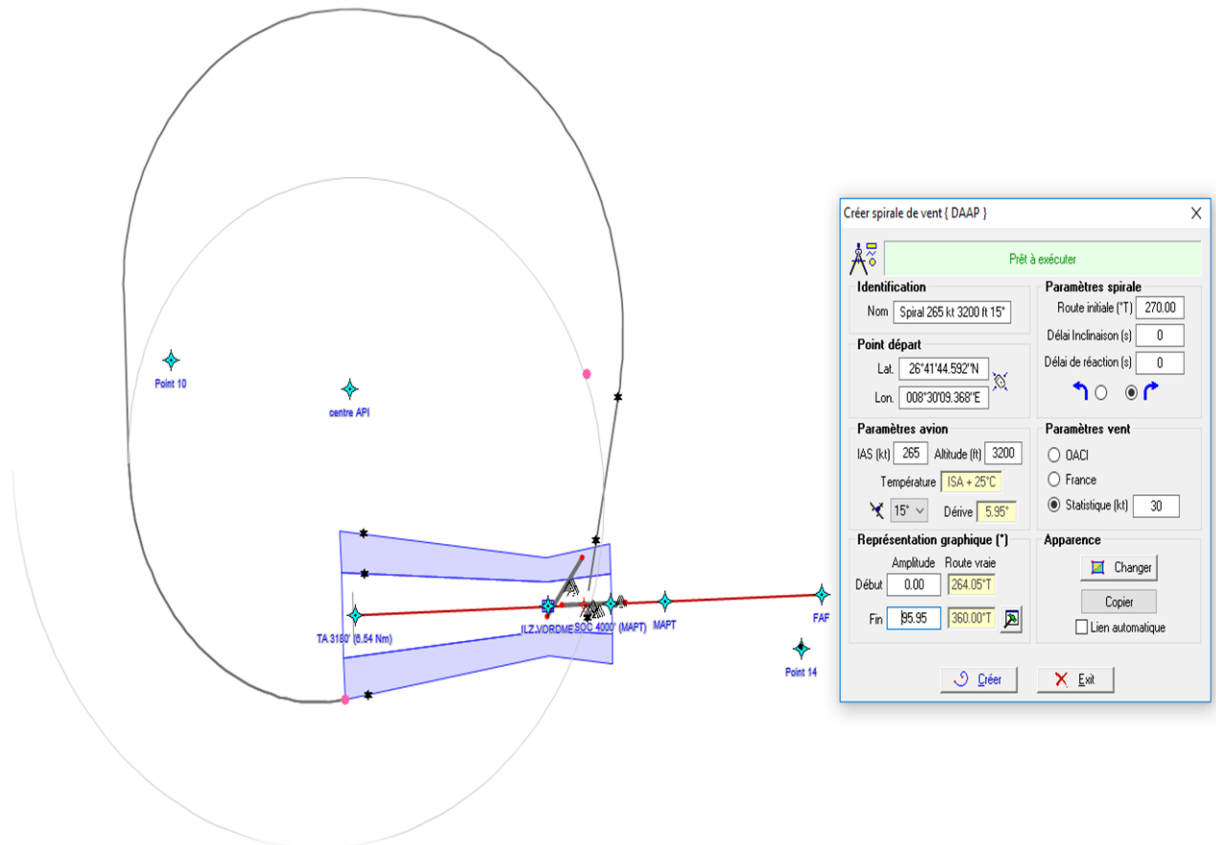 Point 10
centre API
TA 3180' (6.54 Nm)
ILZ.VORDME
SOC 4000' (MAPT)
MAPT
FAF
Point 14
Créer spirale de vent { DAAP }
Prêt à exécuter
Identification
Nom Spiral 265 kt 3200 ft 15°
Point départ
Lat. 26°41'44.592"N
Lon. 008°30'09.368"E
Paramètres avion
IAS (kt) 265 Altitude (ft) 3200
Température ISA + 25°C
15° Dérive 5.95°
Représentation graphique (°)
Amplitude Route vraie
Début 0.00 264.05°T
Fin 95.95 360.00°T
Paramètres spirale
Route initiale (°T) 270.00
Délai Inclinaison (s) 0
Délai de réaction (s) 0
Paramètres vent
OACI
France
Statistique (kt) 30
Apparence
Changer
Copier
Lien automatique
Créer Exit